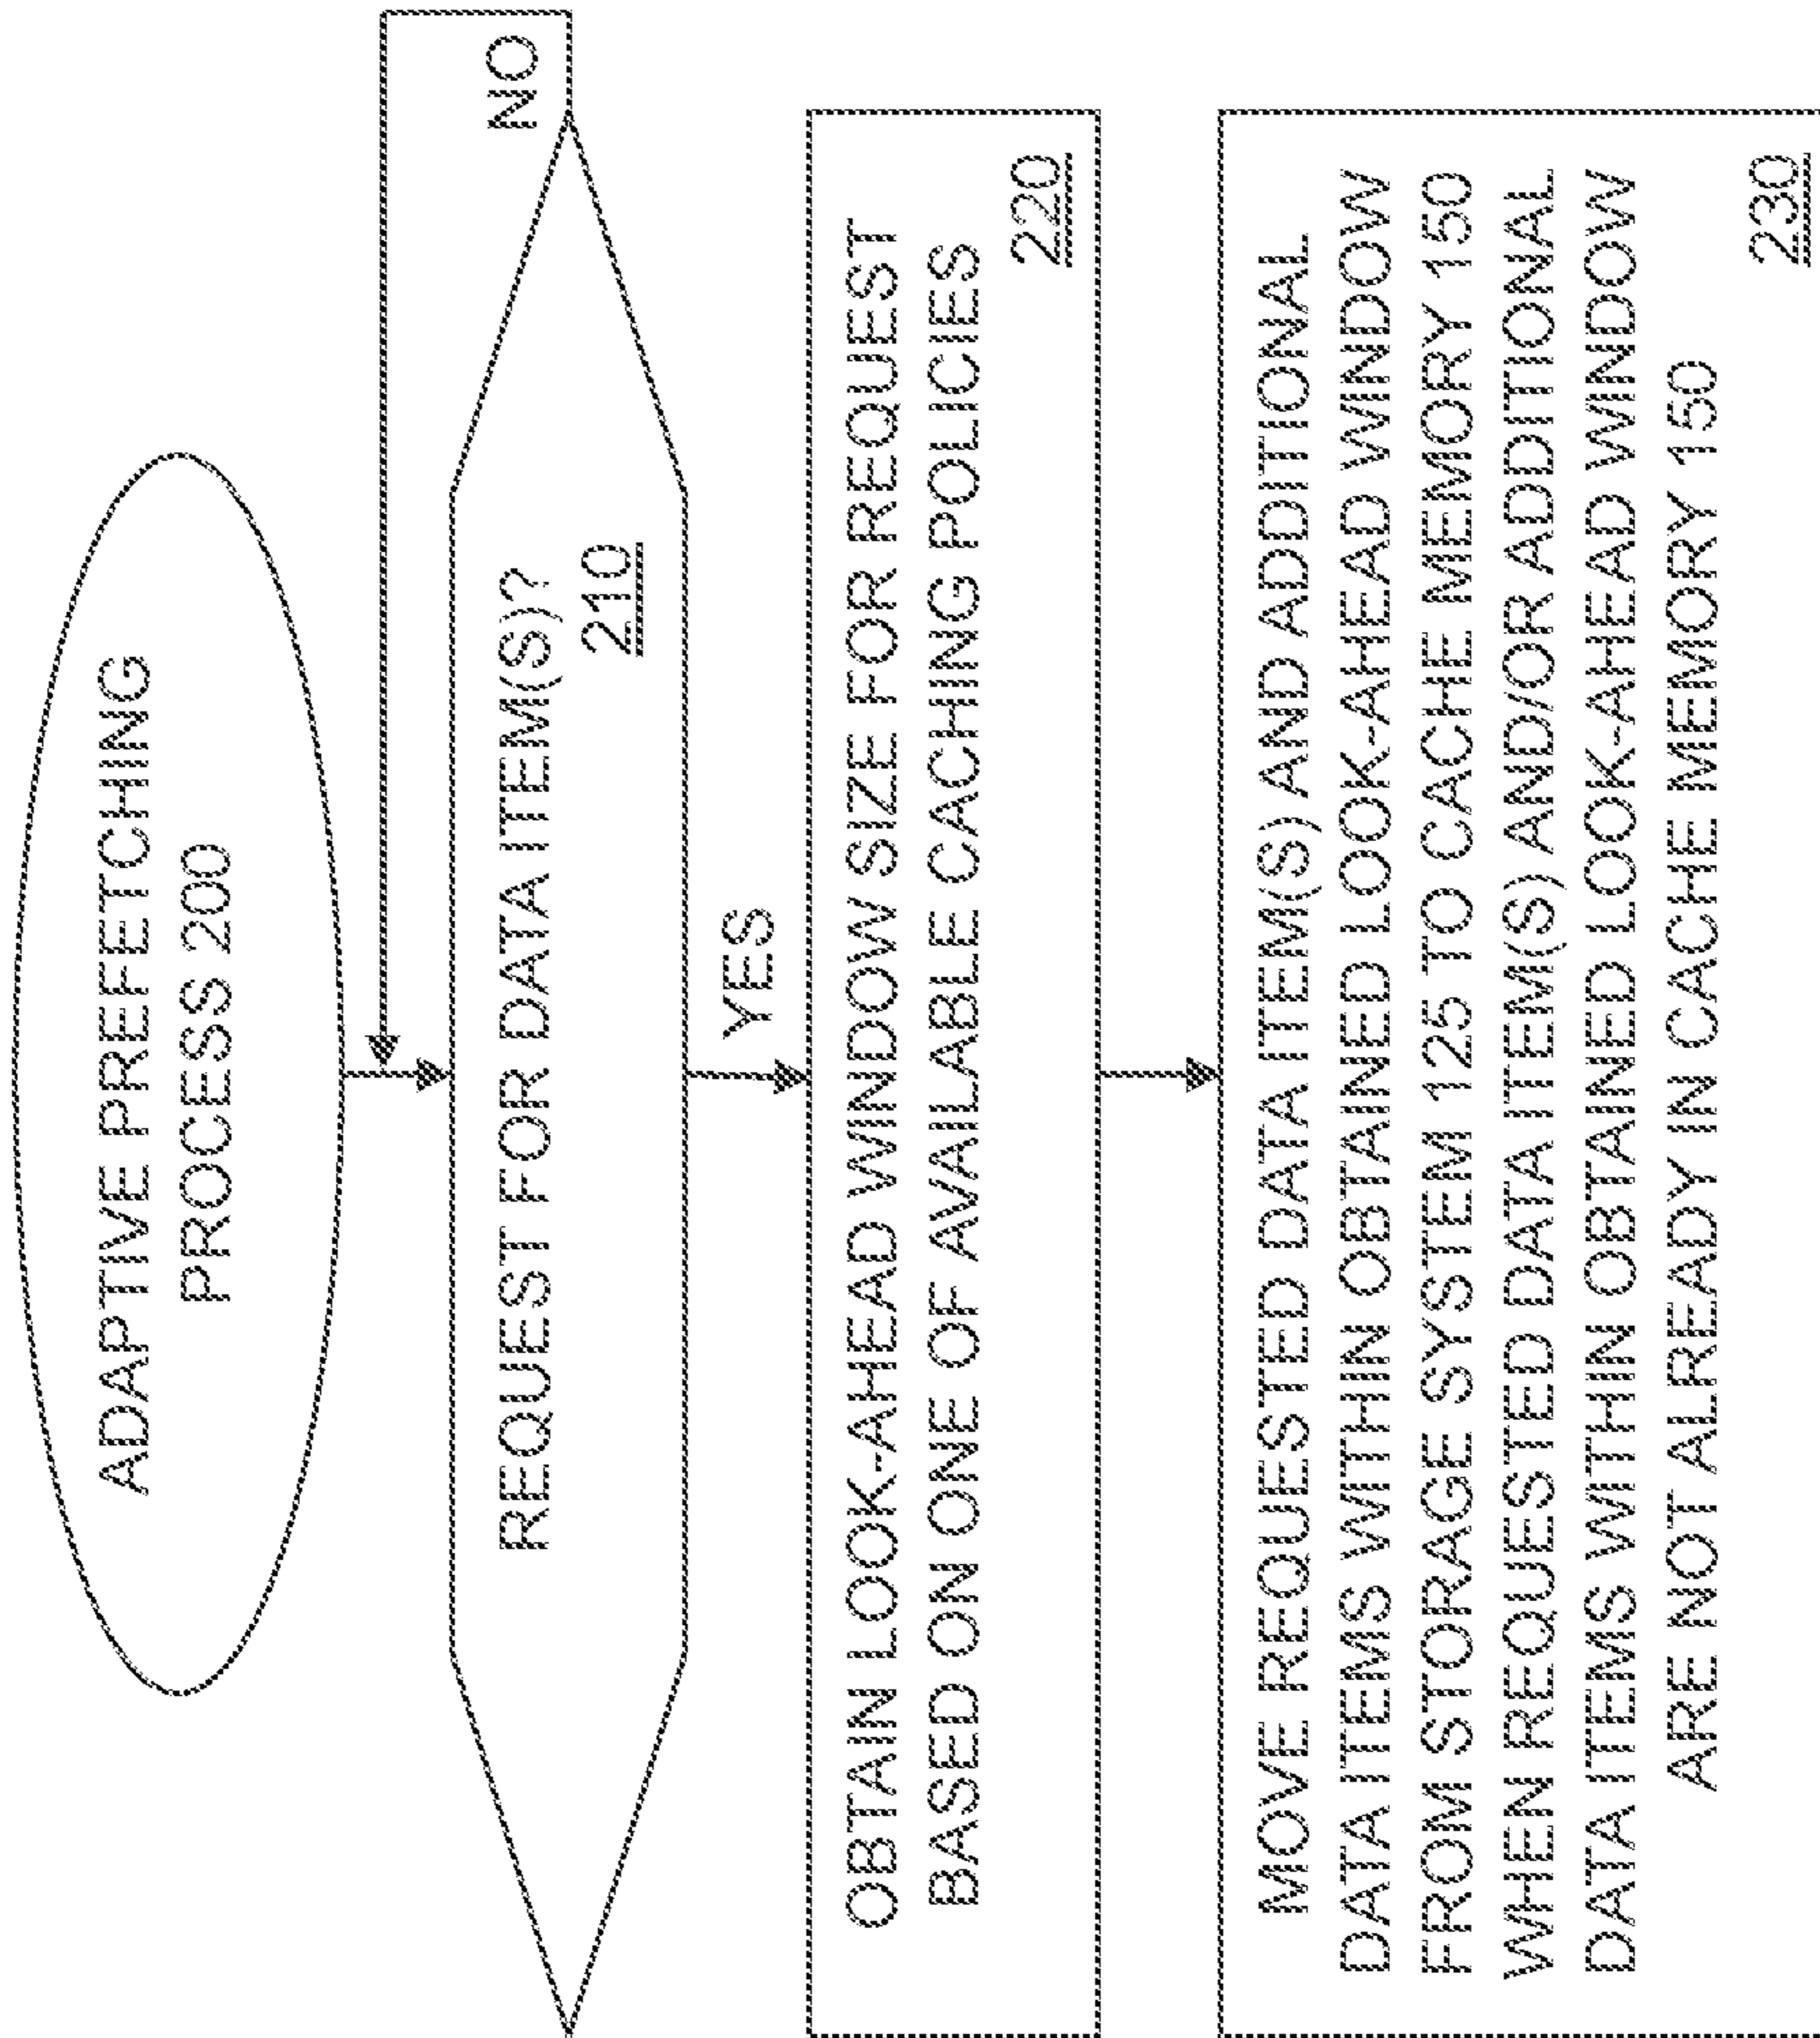 ADAPTIVE PREFETCHING
PROCESS 200
NO
REQUEST FOR DATA ITEM(S)?
210
YES
OBTAIN LOOK-AHEAD WINDOW SIZE FOR REQUEST
BASED ON ONE OF AVAILABLE CACHING POLICIES
220
MOVE REQUESTED DATA ITEM(S) AND ADDITIONAL
DATA ITEMS WITHIN OBTAINED LOOK-AHEAD WINDOW
FROM STORAGE SYSTEM 125 TO CACHE MEMORY 150
WHEN REQUESTED DATA ITEM(S) AND/OR ADDITIONAL
DATA ITEMS WITHIN OBTAINED LOOK-AHEAD WINDOW
ARE NOT ALREADY IN CACHE MEMORY 150
230